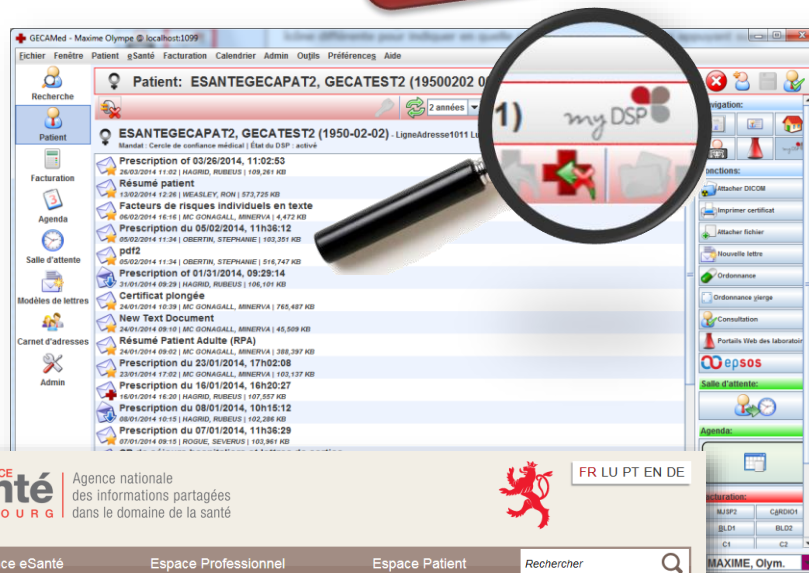 GECAMed - Maxime Olympe @ localhost:1099
Fichier Fenêtre Patient eSanté Facturation Calendrier Admin Outils Préférences Aide
Recherche
Patient: ESANTEGECAPAT2, GECATEST2 (19500202 0
1) my DSP
Patient
2 années
ESANTEGECAPAT2, GECATEST2 (1950-02-02) - LigneAdresse1011 Lu
Mandat : Cercle de confiance médical | État du DSP : activé
Prescription of 03/26/2014, 11:02:53
26/03/2014 11:02 | HAGRID, RUBEUS | 109,261 KB
Résumé patient
13/02/2014 12:26 | WEASLEY, RON | 573,725 KB
Facteurs de risques individuels en texte
06/02/2014 16:16 | MC GONAGALL, MINERVA | 4,472 KB
Prescription du 05/02/2014, 11h36:12
05/02/2014 11:34 | OBERTIN, STEPHANIE | 103,351 KB
pdf2
05/02/2014 11:34 | OBERTIN, STEPHANIE | 516,747 KB
Prescription of 01/31/2014, 09:29:14
31/01/2014 09:29 | HAGRID, RUBEUS | 106,101 KB
Certificat plongée
24/01/2014 10:39 | MC GONAGALL, MINERVA | 765,487 KB
New Text Document
24/01/2014 09:10 | MC GONAGALL, MINERVA | 45,509 KB
Résumé Patient Adulte (RPA)
24/01/2014 09:02 | MC GONAGALL, MINERVA | 388,397 KB
Prescription du 23/01/2014, 17h02:08
23/01/2014 17:02 | MC GONAGALL, MINERVA | 103,137 KB
Prescription du 16/01/2014, 16h20:27
16/01/2014 16:20 | HAGRID, RUBEUS | 107,557 KB
Prescription du 08/01/2014, 10h15:12
08/01/2014 10:15 | HAGRID, RUBEUS | 102,286 KB
Prescription du 07/01/2014, 11h36:29
07/01/2014 09:15 | ROGUE, SEVERUS | 103,961 KB
Facturation
Agenda
Salle d'attente
Modèles de lettres
Carnet d'adresses
Admin
vigation:
onctions:
Attacher DICOM
Imprimer certificat
Attacher fichier
Nouvelle lettre
Ordonnance
Ordonnance vierge
Consultation
Portails Web des laboratoir
epsos
Salle d'attente:
Agenda:
acturation:
MJSP2 CARDIO1
BLD1 BLD2
C1 C2
MAXIME, Olym.
CE
nté
OURG
Agence nationale
des informations partagées
dans le domaine de la santé
FR LU PT EN DE
ce eSanté Espace Professionnel Espace Patient Rechercher